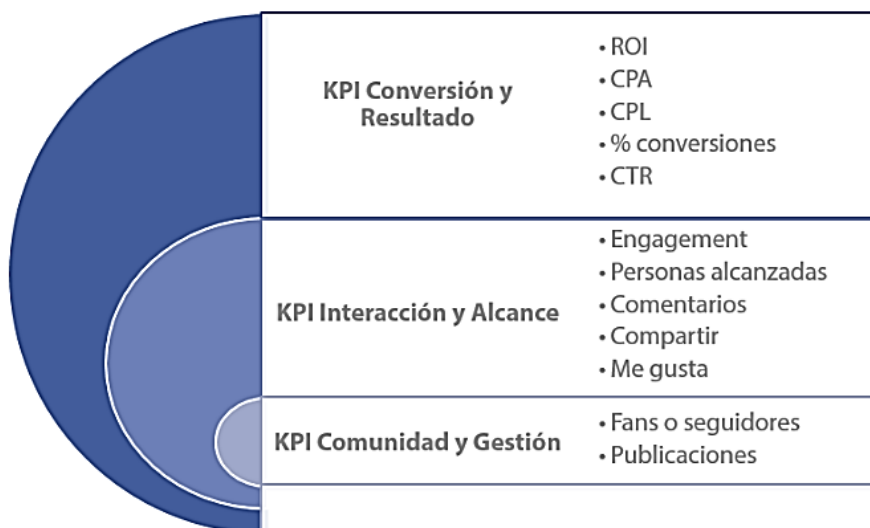 KPI Conversión y
Resultado
• ROI
• CPA
• CPL
• % conversiones
• CTR
KPI Interacción y Alcance
• Engagement
• Personas alcanzadas
• Comentarios
• Compartir
• Me gusta
KPI Comunidad y Gestión
• Fans o seguidores
• Publicaciones